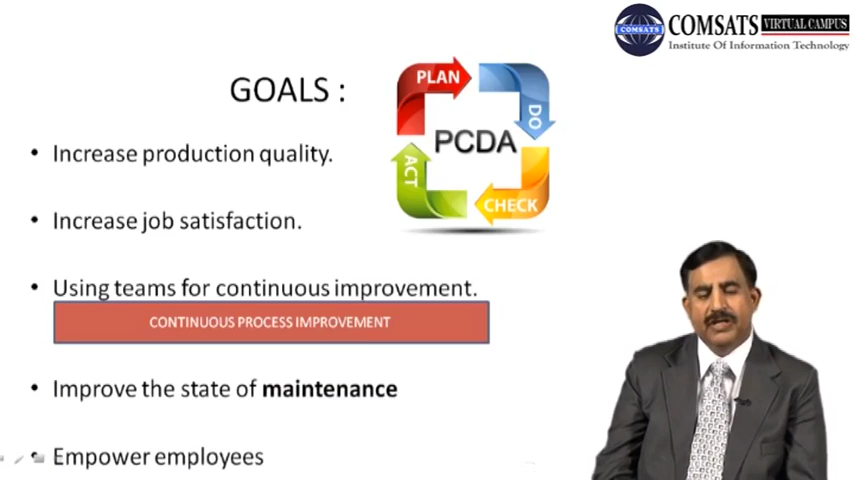 COMSATS VIRTUAL CAMPUS
COMSATS
Institute Of Information Technology
GOALS :
PLAN
DO
PCDA
ACT
CHECK
• Increase production quality.
• Increase job satisfaction.
• Using teams for continuous improvement.
CONTINUOUS PROCESS IMPROVEMENT
• Improve the state of maintenance
• Empower employees